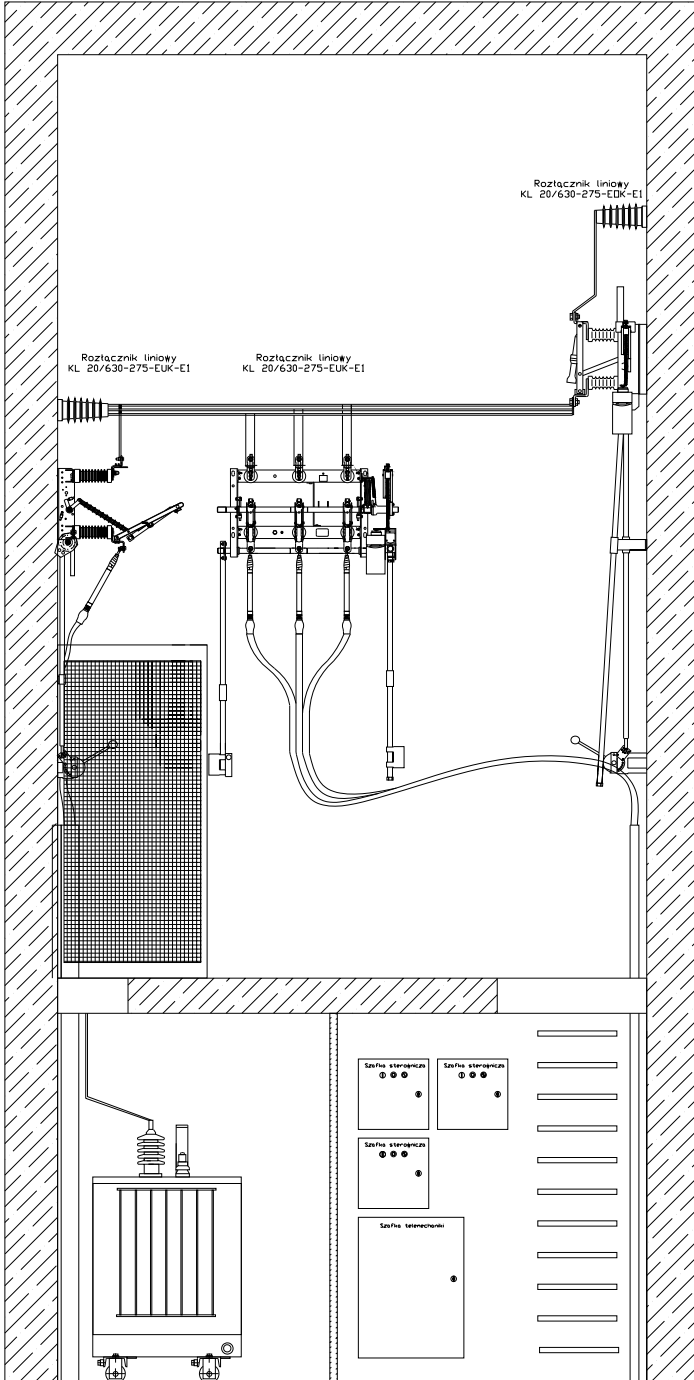 Rozłącznik liniowy
KL 20/630-275-EUK-E1
Rozłącznik liniowy
KL 20/630-275-EUK-E1
Rozłącznik liniowy
KL 20/630-275-EUK-E1
Szafka sterownicza
Szafka sterownicza
Szafka sterownicza
Szafka telemechaniki